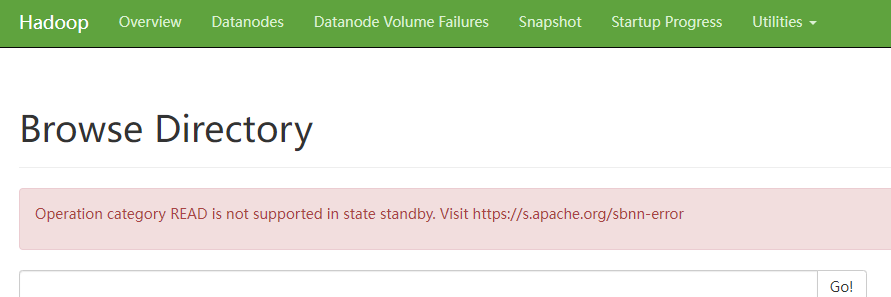 Hadoop Overview Datanodes Datanode Volume Failures Snapshot Startup Progress Utilities
Browse Directory
Operation category READ is not supported in state standby. Visit https://s.apache.org/sbnn-error
Go!